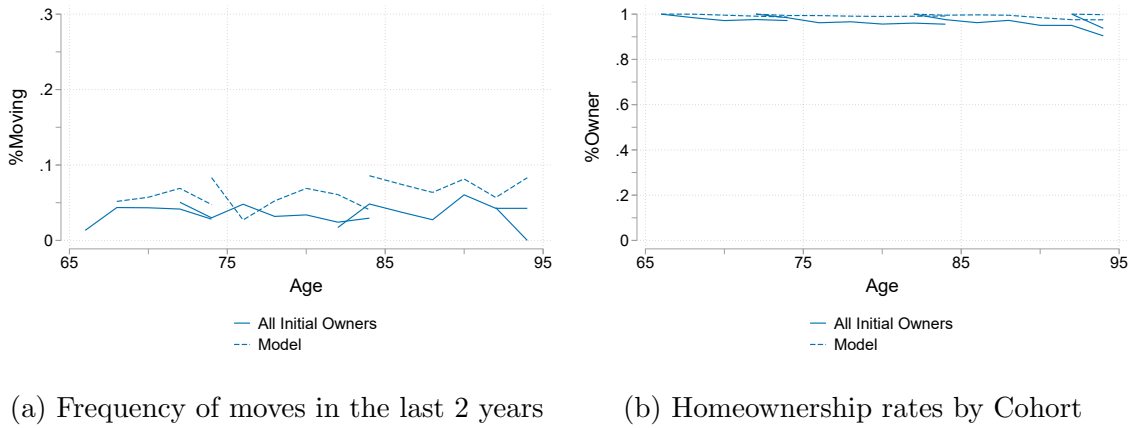 %Moving
.3
.2
.1
0
65 75 85 95
Age
All Initial Owners
Model
(a) Frequency of moves in the last 2 years
%Owner
1
.8
.6
.4
.2
0
65 75 85 95
Age
All Initial Owners
Model
(b) Homeownership rates by Cohort